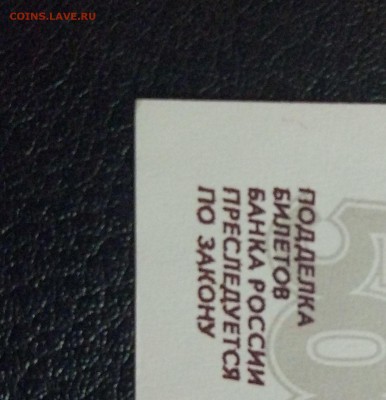 COINS.LAVE.RU
ПОДДЕЛКА
БИЛЕТОВ
БАНКА РОССИИ
ПРЕСЛЕДУЕТСЯ
ПО ЗАКОНУ